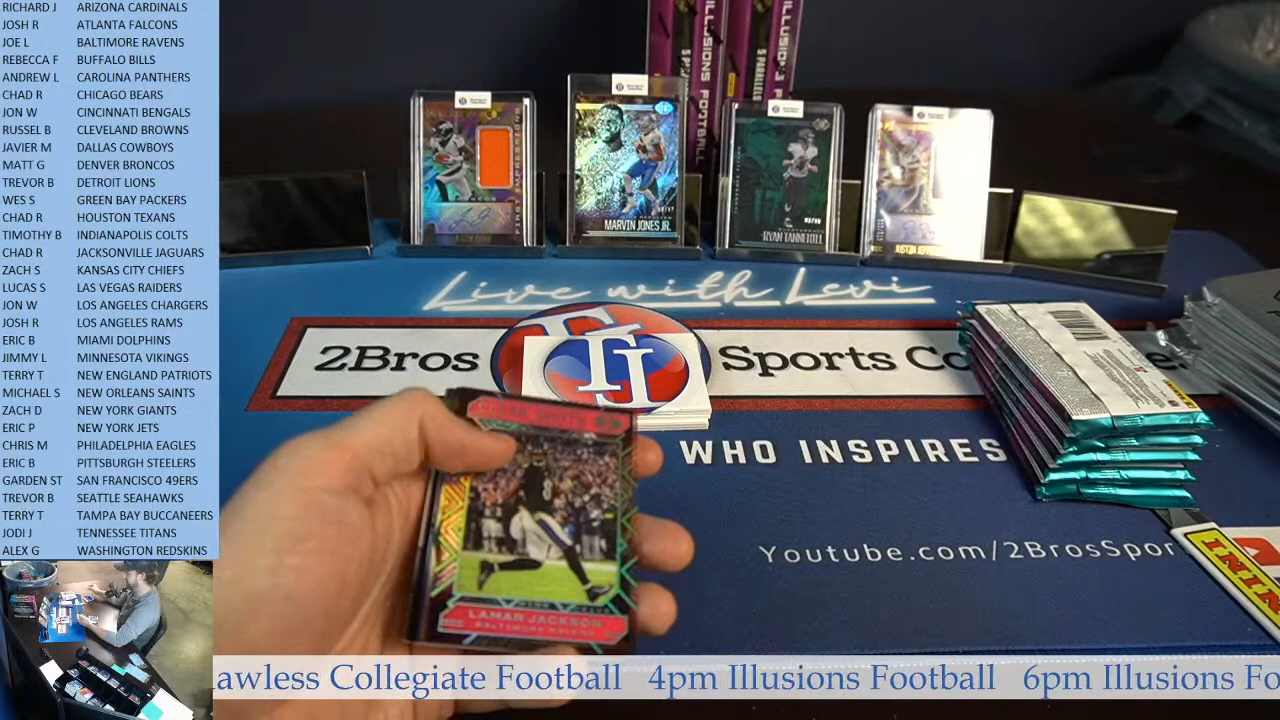 RICHARD J ARIZONA CARDINALS
JOSH R ATLANTA FALCONS
JOE L BALTIMORE RAVENS
REBECCA F BUFFALO BILLS
ANDREW L CAROLINA PANTHERS
CHAD R CHICAGO BEARS
JON W CINCINNATI BENGALS
RUSSEL B CLEVELAND BROWNS
JAVIER M DALLAS COWBOYS
MATT G DENVER BRONCOS
TREVOR B DETROIT LIONS
WES S GREEN BAY PACKERS
CHAD R HOUSTON TEXANS
TIMOTHY B INDIANAPOLIS COLTS
CHAD R JACKSONVILLE JAGUARS
ZACH S KANSAS CITY CHIEFS
LUCAS S LAS VEGAS RAIDERS
JON W LOS ANGELES CHARGERS
JOSH R LOS ANGELES RAMS
ERIC B MIAMI DOLPHINS
JIMMY L MINNESOTA VIKINGS
TERRY T NEW ENGLAND PATRIOTS
MICHAEL S NEW ORLEANS SAINTS
ZACH D NEW YORK GIANTS
ERIC P NEW YORK JETS
CHRIS M PHILADELPHIA EAGLES
ERIC B PITTSBURGH STEELERS
GARDEN ST SAN FRANCISCO 49ERS
TREVOR B SEATTLE SEAHAWKS
TERRY T TAMPA BAY BUCCANEERS
JODI J TENNESSEE TITANS
ALEX G WASHINGTON REDSKINS
ILLUSIONS FOOTBALL
FIRST IMPRESSIONS
MARVIN JONES JR.
RYAN TANNEHILL
Live with Levi
2Bros Sports Co
WHO INSPIRES
Youtube.com/2BrosSpor
LAMAR JACKSON
BALTIMORE RAVENS
awless Collegiate Football 4pm Illusions Football 6pm Illusions Fo